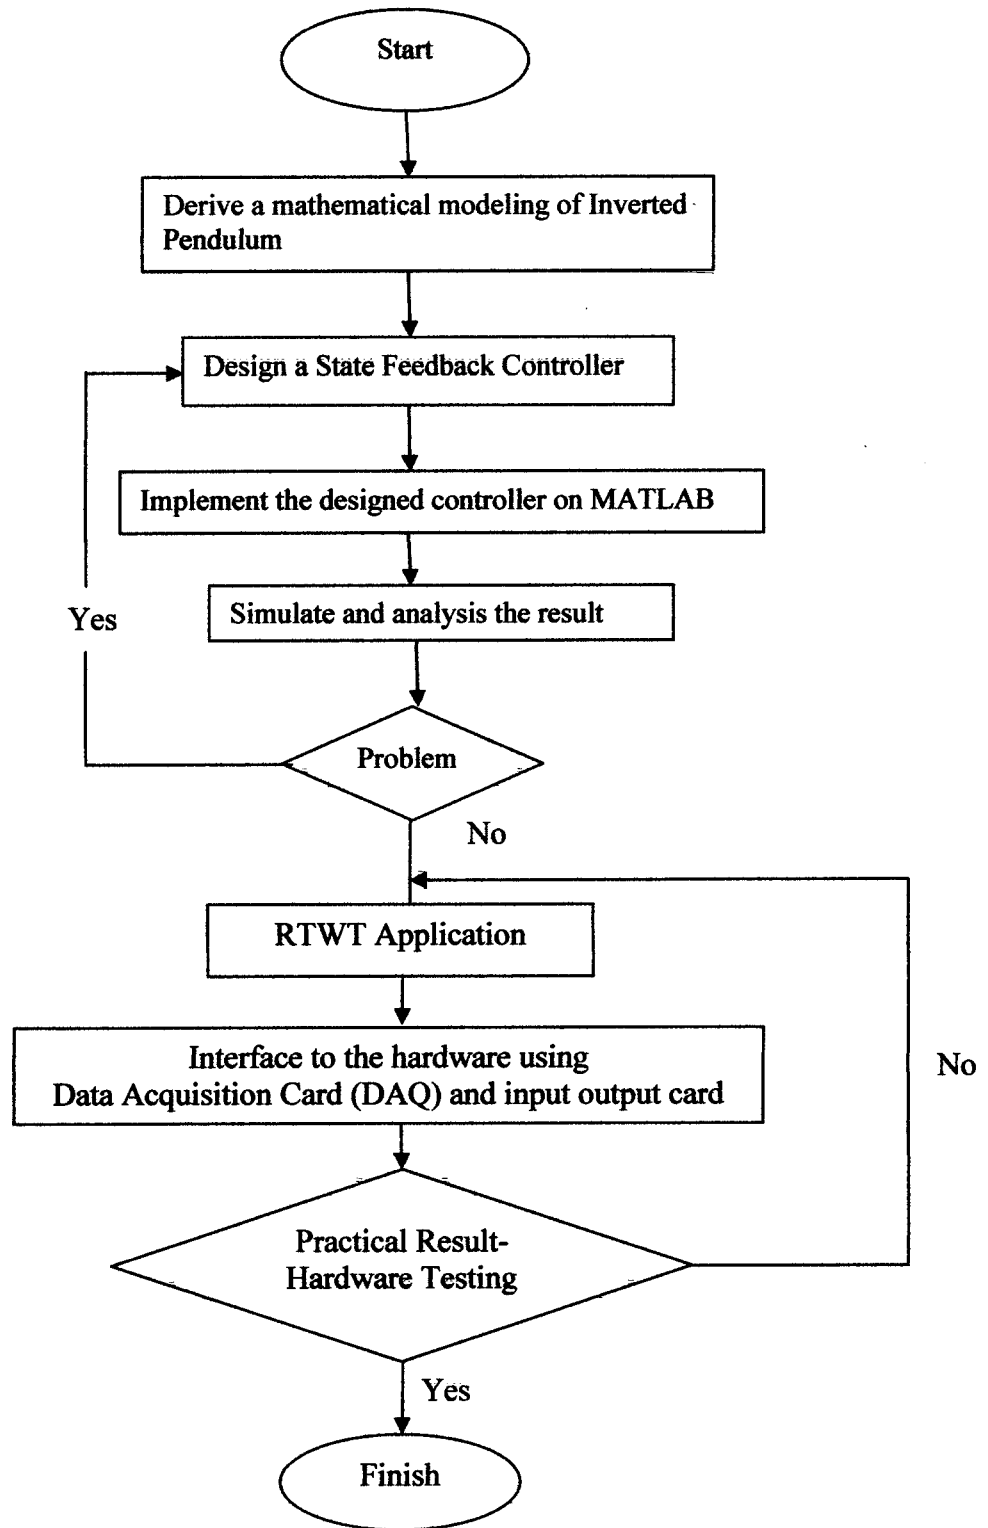 Start
Derive a mathematical modeling of Inverted
Pendulum
Design a State Feedback Controller
Implement the designed controller on MATLAB
Simulate and analysis the result
Yes
Problem
No
RTWT Application
Interface to the hardware using
Data Acquisition Card (DAQ) and input output card
No
Practical Result-
Hardware Testing
Yes
Finish